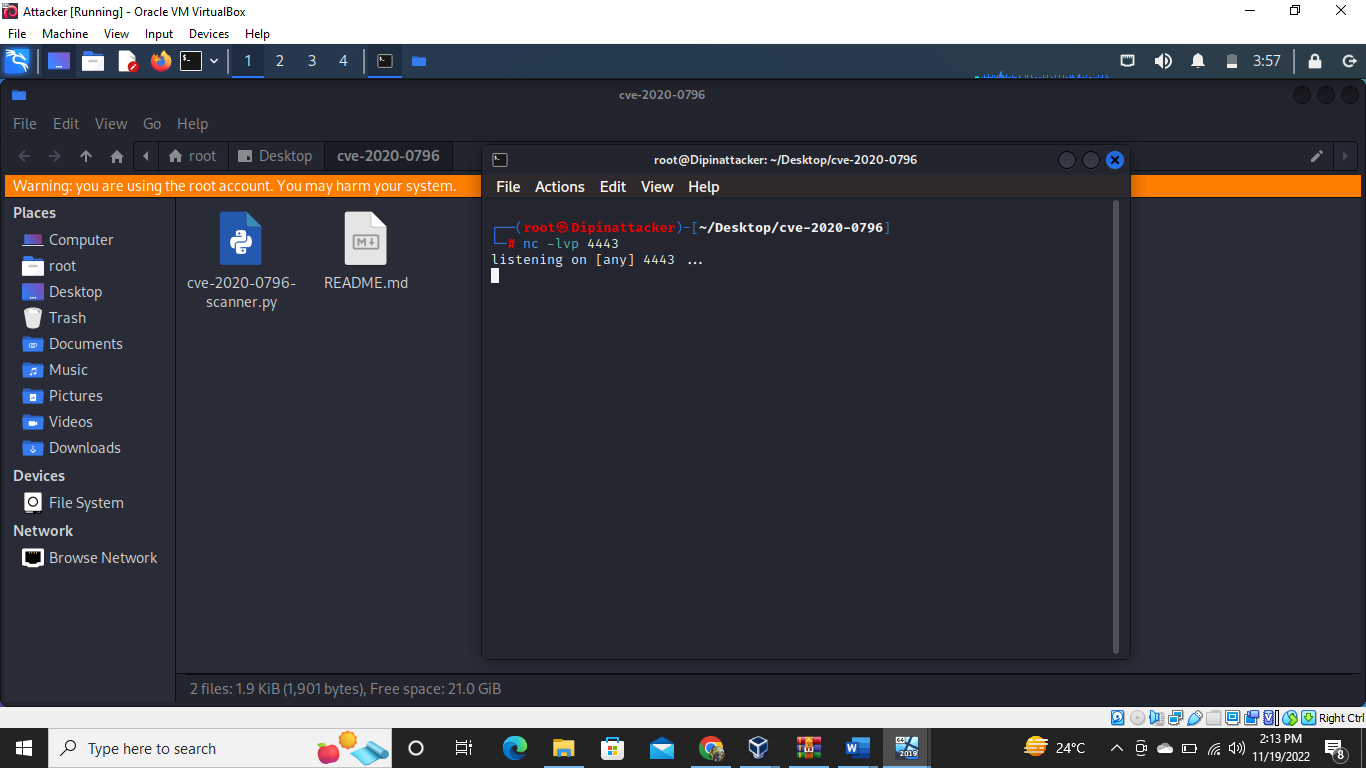 Attacker [Running] - Oracle VM VirtualBox
File Machine View Input Devices Help
1 2 3 4 3:57
cve-2020-0796
File Edit View Go Help
root Desktop cve-2020-0796
Warning: you are using the root account. You may harm your system.
Places
Computer
root
Desktop
Trash
Documents
Music
Pictures
Videos
Downloads
Devices
File System
Network
Browse Network
cve-2020-0796-
scanner.py
README.md
2 files: 1.9 KiB (1,901 bytes), Free space: 21.0 GiB
root@Dipinattacker: ~/Desktop/cve-2020-0796
File Actions Edit View Help
┌──(root㉿Dipinattacker)-[~/Desktop/cve-2020-0796]
└─# nc -lvp 4443
listening on [any] 4443 ...
Right Ctrl
Type here to search
24°C
2:13 PM
11/19/2022
8